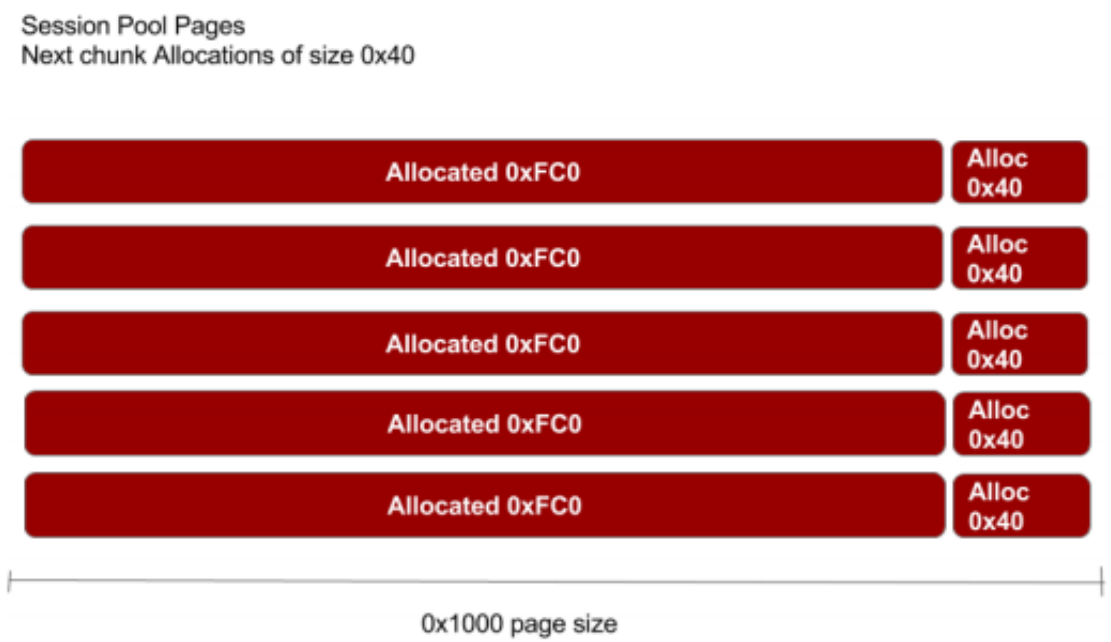 Session Pool Pages
Next chunk Allocations of size 0x40
Allocated 0xFC0
Alloc
0x40
Allocated 0xFC0
Alloc
0x40
Allocated 0xFC0
Alloc
0x40
Allocated 0xFC0
Alloc
0x40
Allocated 0xFC0
Alloc
0x40
0x1000 page size